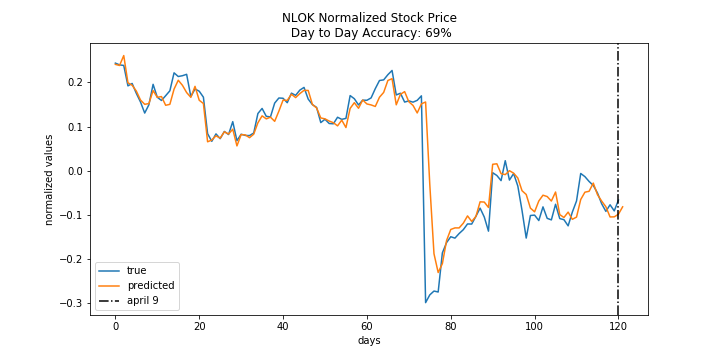 NLOK Normalized Stock Price
Day to Day Accuracy: 69%
normalized values
0.2
0.1
0.0
−0.1
−0.2
−0.3
true
predicted
april 9
0 20 40 60 80 100 120
days